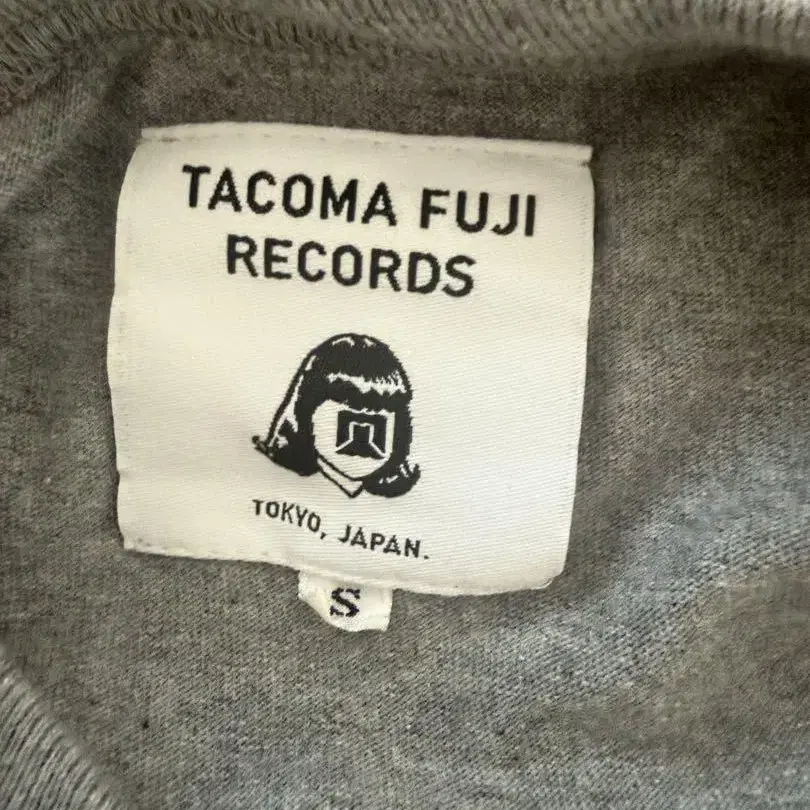 TACOMA FUJI
RECORDS
TOKYO, JAPAN.
S